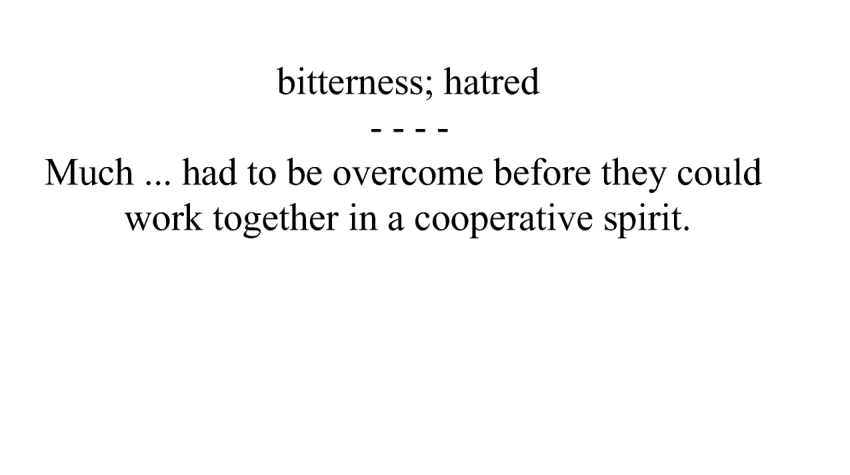 bitterness; hatred
- - - -
Much ... had to be overcome before they could
work together in a cooperative spirit.